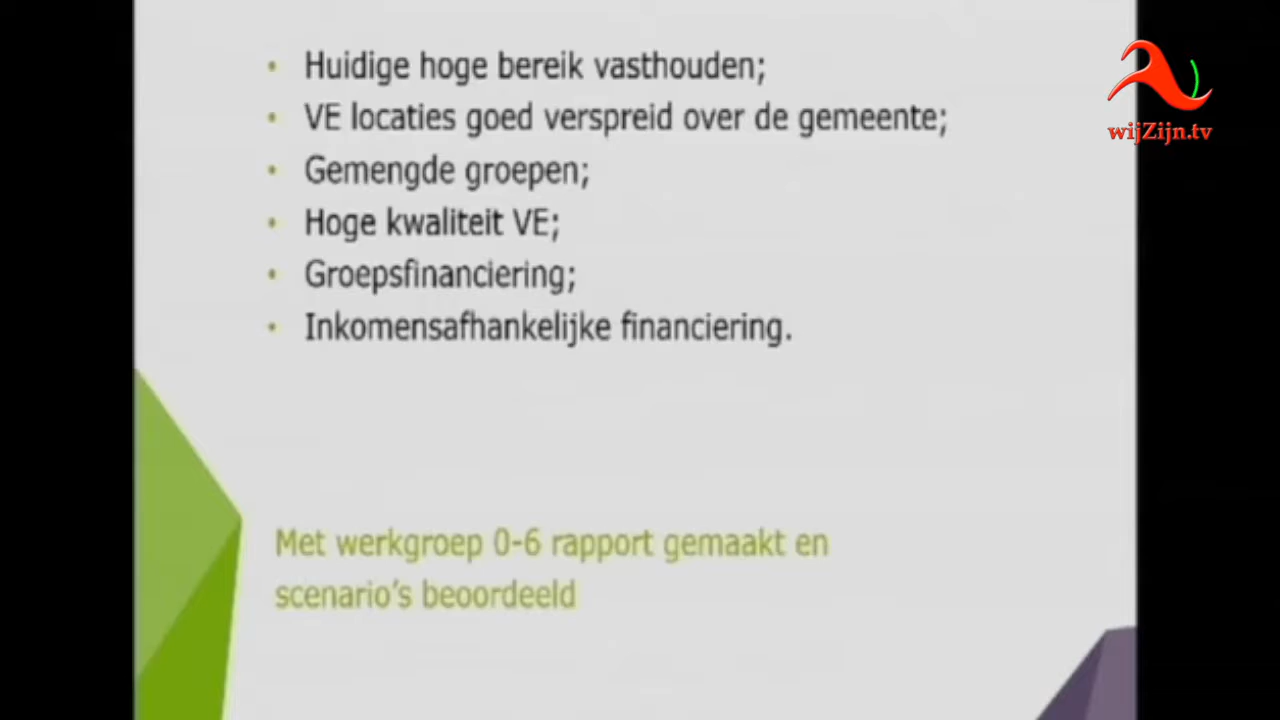 • Huidige hoge bereik vasthouden;
• VE locaties goed verspreid over de gemeente;
• Gemengde groepen;
• Hoge kwaliteit VE;
• Groepsfinanciering;
• Inkomensafhankelijke financiering.
Met werkgroep 0-6 rapport gemaakt en
scenario's beoordeeld
wijZijn.tv